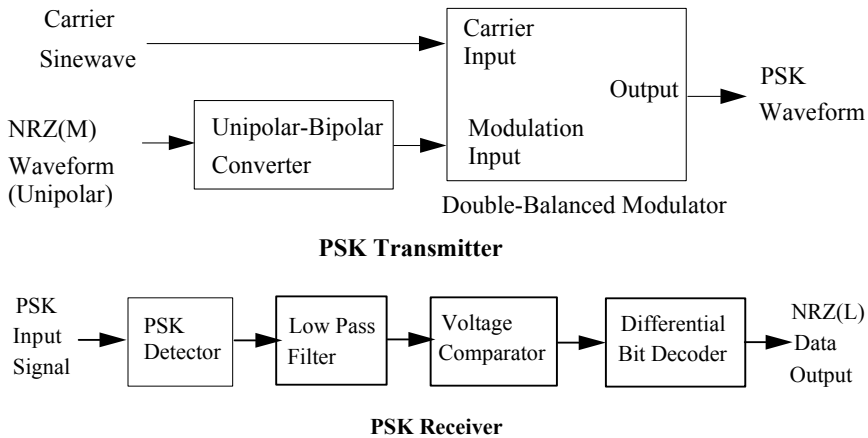 Carrier
Sinewave
Carrier
Input
Output
PSK
Waveform
NRZ(M)
Waveform
(Unipolar)
Unipolar-Bipolar
Converter
Modulation
Input
Double-Balanced Modulator
PSK Transmitter
PSK
Input
Signal
PSK
Detector
Low Pass
Filter
Voltage
Comparator
Differential
Bit Decoder
NRZ(L)
Data
Output
PSK Receiver